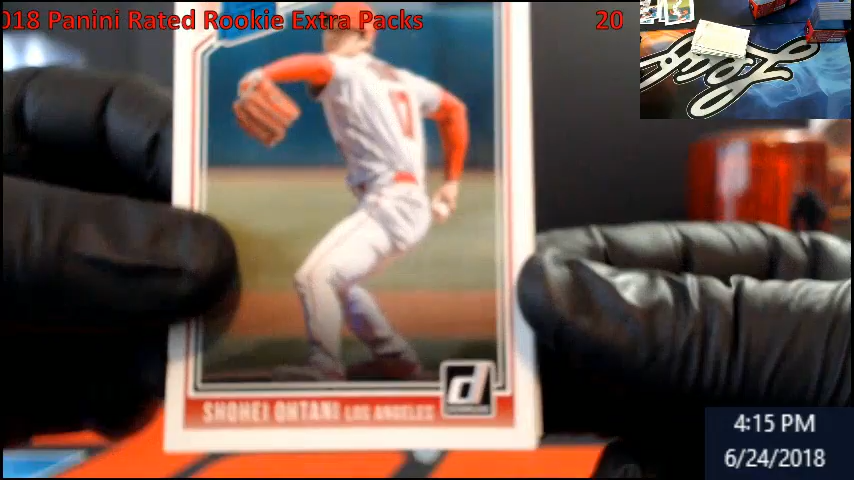 018 Panini Rated Rookie Extra Packs 20
SHOHEI OHTANI LOS ANGELES
d
4:15 PM
6/24/2018